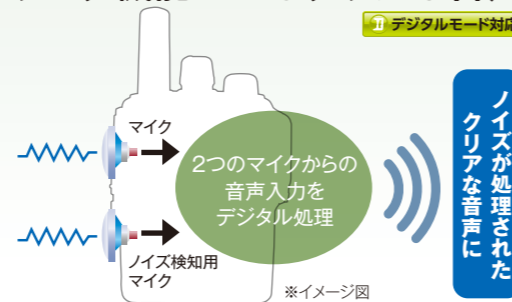 デジタルモード対応
マイク
2つのマイクからの
音声入力を
デジタル処理
ノイズ検知用
マイク
※イメージ図
ノイズが処理された
クリアな音声に